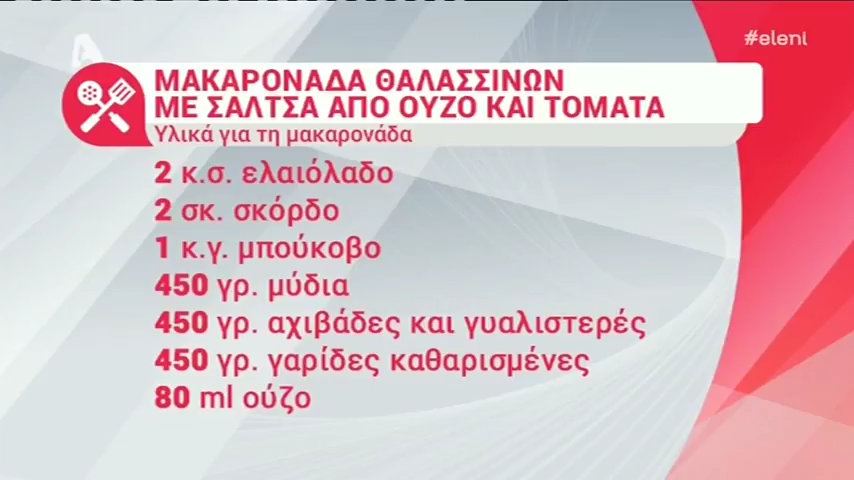 #eleni
ΜΑΚΑΡΟΝΑΔΑ ΘΑΛΑΣΣΙΝΩΝ
ΜΕ ΣΑΛΤΣΑ ΑΠΟ ΟΥΖΟ ΚΑΙ ΤΟΜΑΤΑ
Υλικά για τη μακαρονάδα
2 κ.σ. ελαιόλαδο
2 σκ. σκόρδο
1 κ.γ. μπούκοβο
450 γρ. μύδια
450 γρ. αχιβάδες και γυαλιστερές
450 γρ. γαρίδες καθαρισμένες
80 ml ούζο